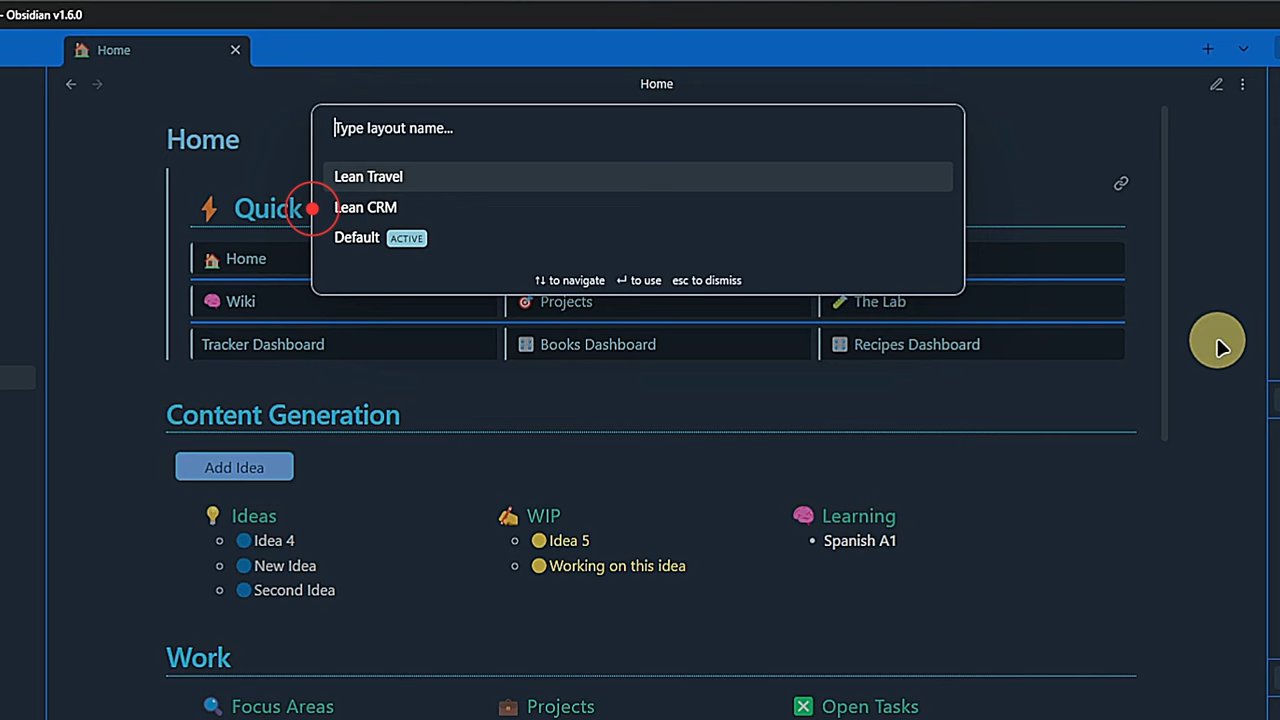 - Obsidian v1.6.0
Home
Home
Home
Type layout name...
Lean Travel
Quick
Lean CRM
Default ACTIVE
Home
↑↓ to navigate ↵ to use esc to dismiss
Wiki Projects The Lab
Tracker Dashboard Books Dashboard Recipes Dashboard
Content Generation
Add Idea
Ideas WIP Learning
Idea 4 Idea 5 Spanish A1
New Idea Working on this idea
Second Idea
Work
Focus Areas Projects Open Tasks